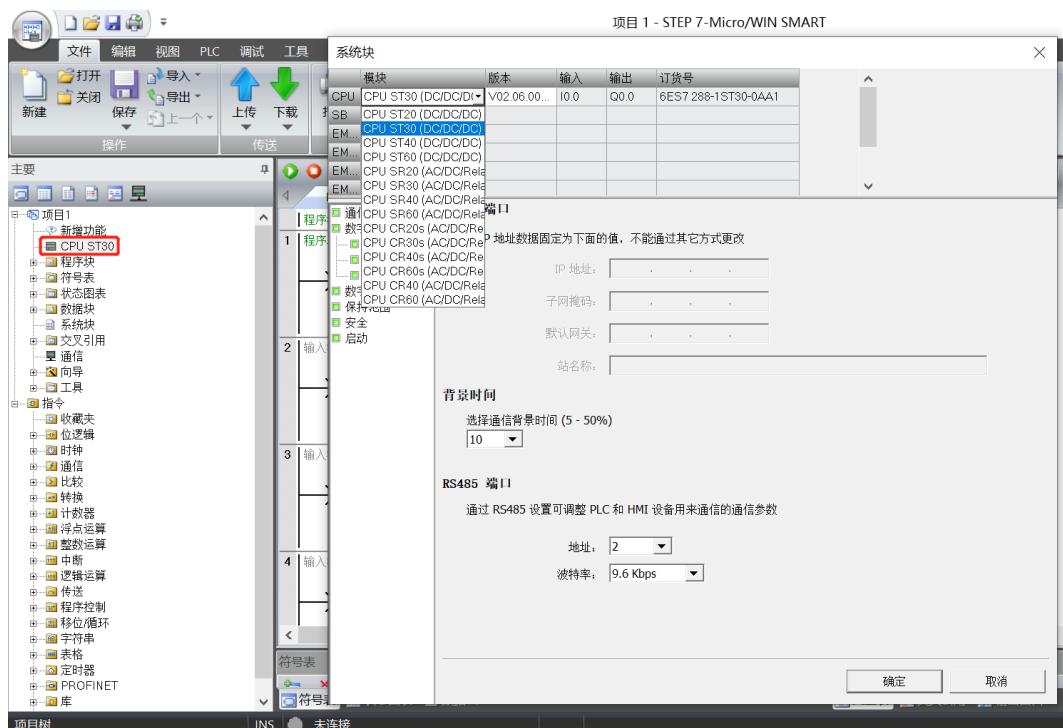 项目 1 - STEP 7-Micro/WIN SMART
文件 编辑 视图 PLC 调试 工具
新建
打开
关闭
保存
导入
导出
上一个
操作
上传 下载
传送
主要
项目1
新增功能
CPU ST30
程序块
符号表
状态图表
数据块
系统块
交叉引用
通信
向导
工具
指令
收藏夹
位逻辑
时钟
通信
比较
转换
计数器
浮点运算
整数运算
中断
逻辑运算
传送
程序控制
移位/循环
字符串
表格
定时器
PROFINET
库
项目树
INS 未连接
1 程序
2 输入
3 输入
4 输入
符号表
系统块
模块 版本 输入 输出 订货号
CPU CPU ST30 (DC/DC/D( V02.06.00... I0.0 Q0.0 6ES7 288-1ST30-0AA1
SB
EM...
EM...
EM...
EM...
CPU ST20 (DC/DC/DC)
CPU ST30 (DC/DC/DC)
CPU ST40 (DC/DC/DC)
CPU ST60 (DC/DC/DC)
CPU SR20 (AC/DC/Rela
CPU SR30 (AC/DC/Rela
CPU SR40 (AC/DC/Rela
CPU SR60 (AC/DC/Rela
CPU CR20s (AC/DC/Re
CPU CR30s (AC/DC/Re
CPU CR40s (AC/DC/Re
CPU CR60s (AC/DC/Re
CPU CR40 (AC/DC/Rela
CPU CR60 (AC/DC/Rela
安全
启动
端口
P 地址数据固定为下面的值，不能通过其它方式更改
IP 地址：
子网掩码：
默认网关：
站名称：
背景时间
选择通信背景时间 (5 - 50%)
10
RS485 端口
通过 RS485 设置可调整 PLC 和 HMI 设备用来通信的通信参数
地址： 2
波特率： 9.6 Kbps
确定 取消